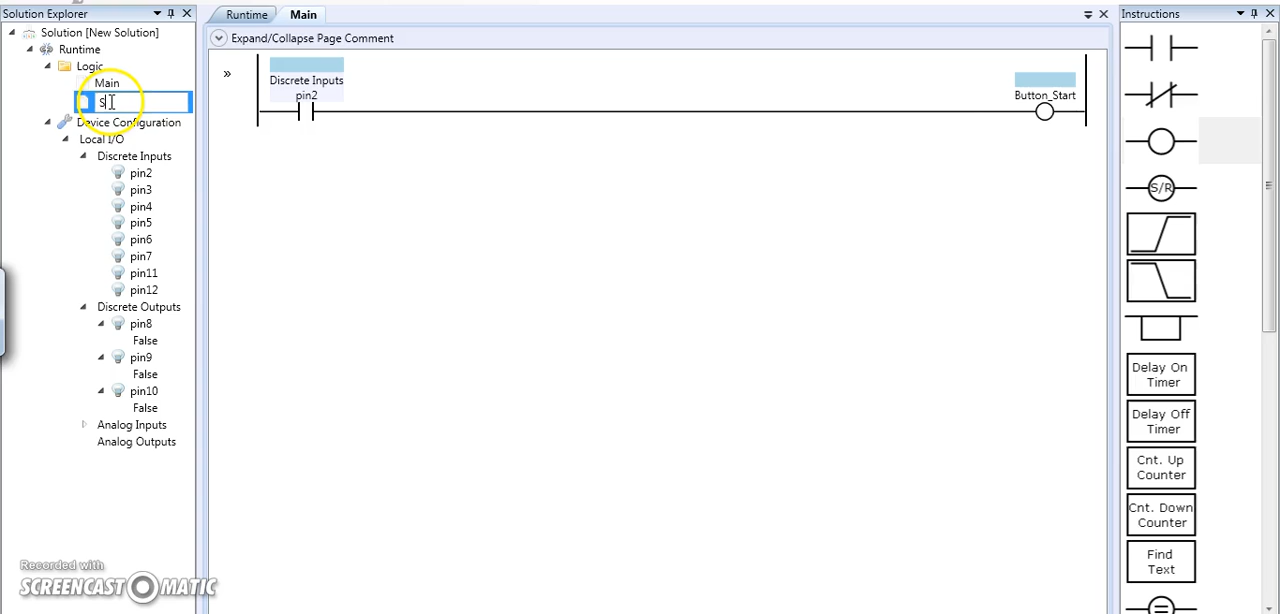 Solution Explorer
Runtime
Main
Instructions
Solution [New Solution]
Runtime
Logic
Main
S
Device Configuration
Local I/O
Discrete Inputs
pin2
pin3
pin4
pin5
pin6
pin7
pin11
pin12
Discrete Outputs
pin8
False
pin9
False
pin10
False
Analog Inputs
Analog Outputs
Expand/Collapse Page Comment
Discrete Inputs
pin2
Button_Start
S/R
Delay On
Timer
Delay Off
Timer
Cnt. Up
Counter
Cnt. Down
Counter
Find
Text
Recorded with
SCREENCAST-O-MATIC